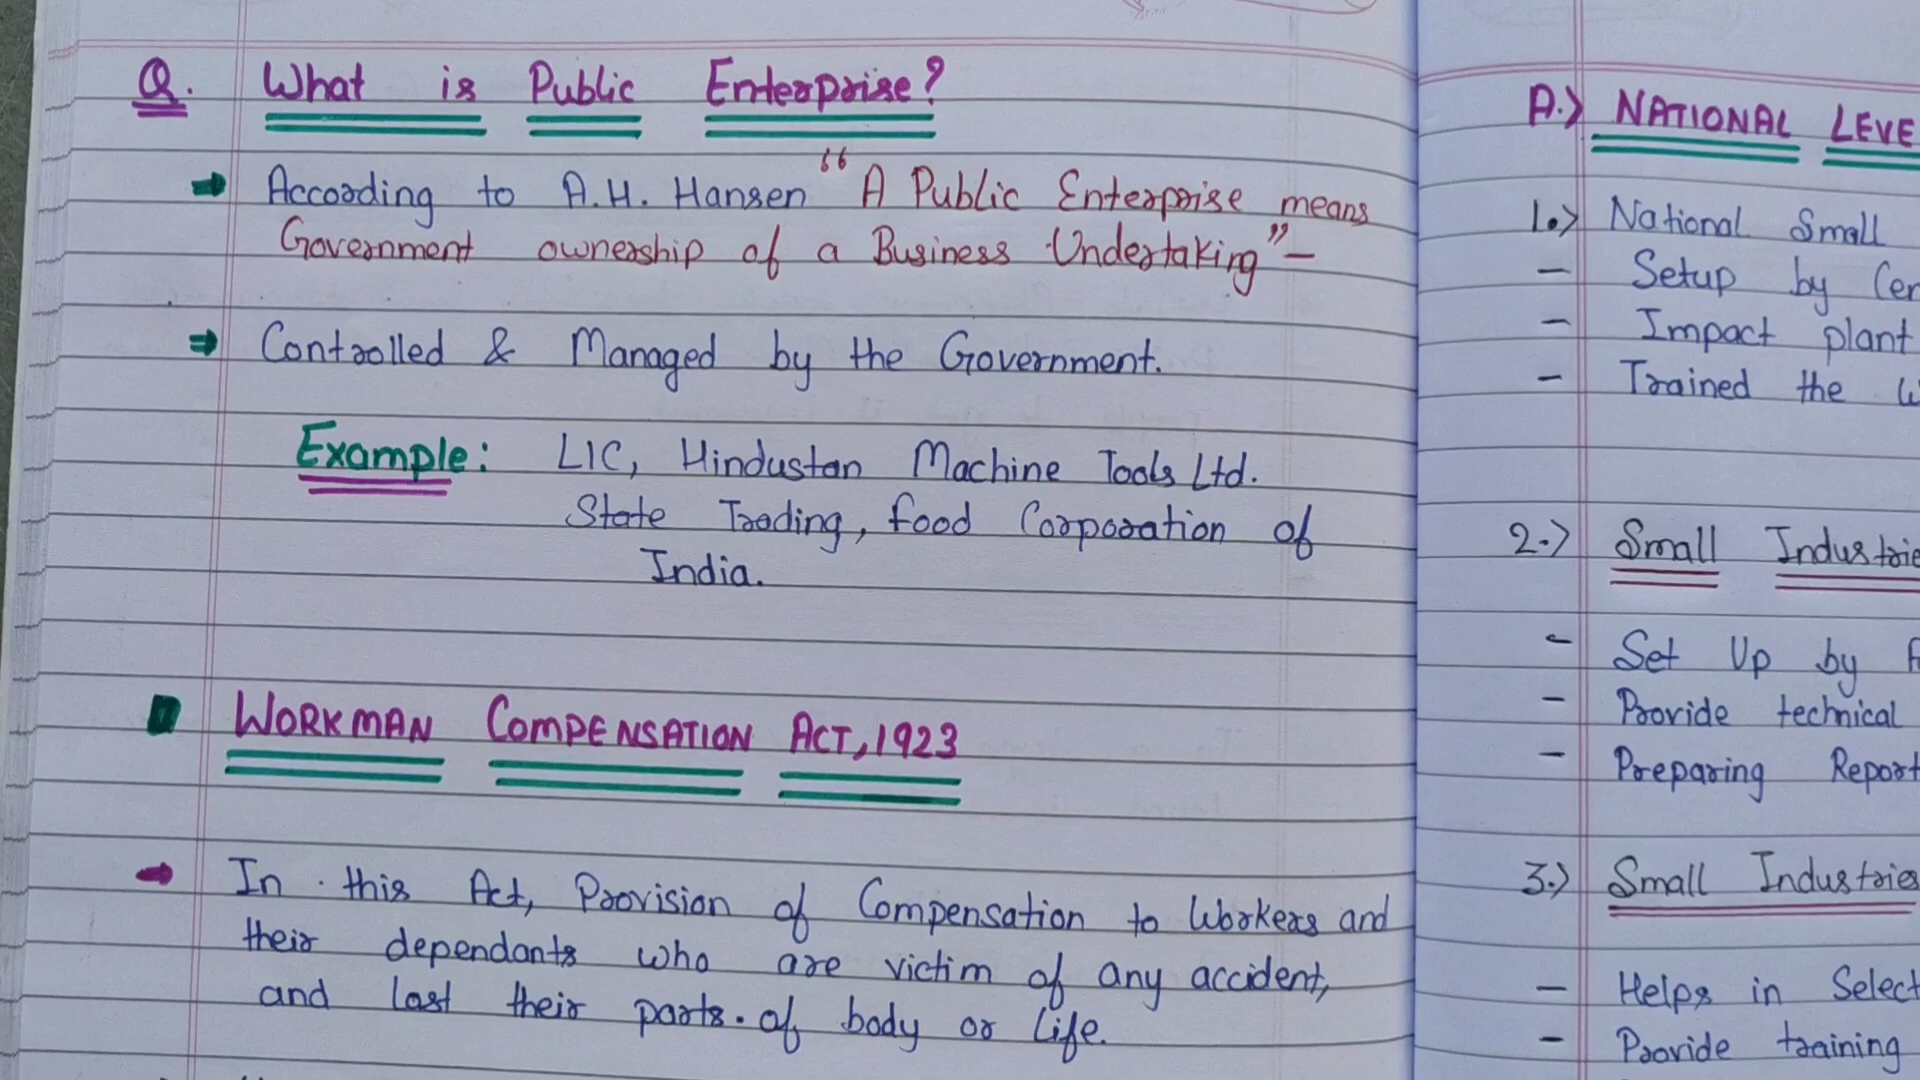 Q. What is Public Enterprise?
→ According to A.H. Hansen "A Public Enterprise means
Government ownership of a Business Undertaking"-
→ Controlled & Managed by the Government.
Example: LIC, Hindustan Machine Tools Ltd.
State Trading, food Corporation of
India.
WORKMAN COMPENSATION ACT, 1923
→ In this Act, Provision of Compensation to Workers and
their dependants who are victim of any accident,
and last their parts of body or life.
A.> NATIONAL LEVE
1.> National Small
- Setup by Cen
- Impact plant
- Trained the W
2.> Small Industrie
- Set Up by A
- Provide technical
- Preparing Report
3.> Small Industries
- Helps in Select
- Provide training